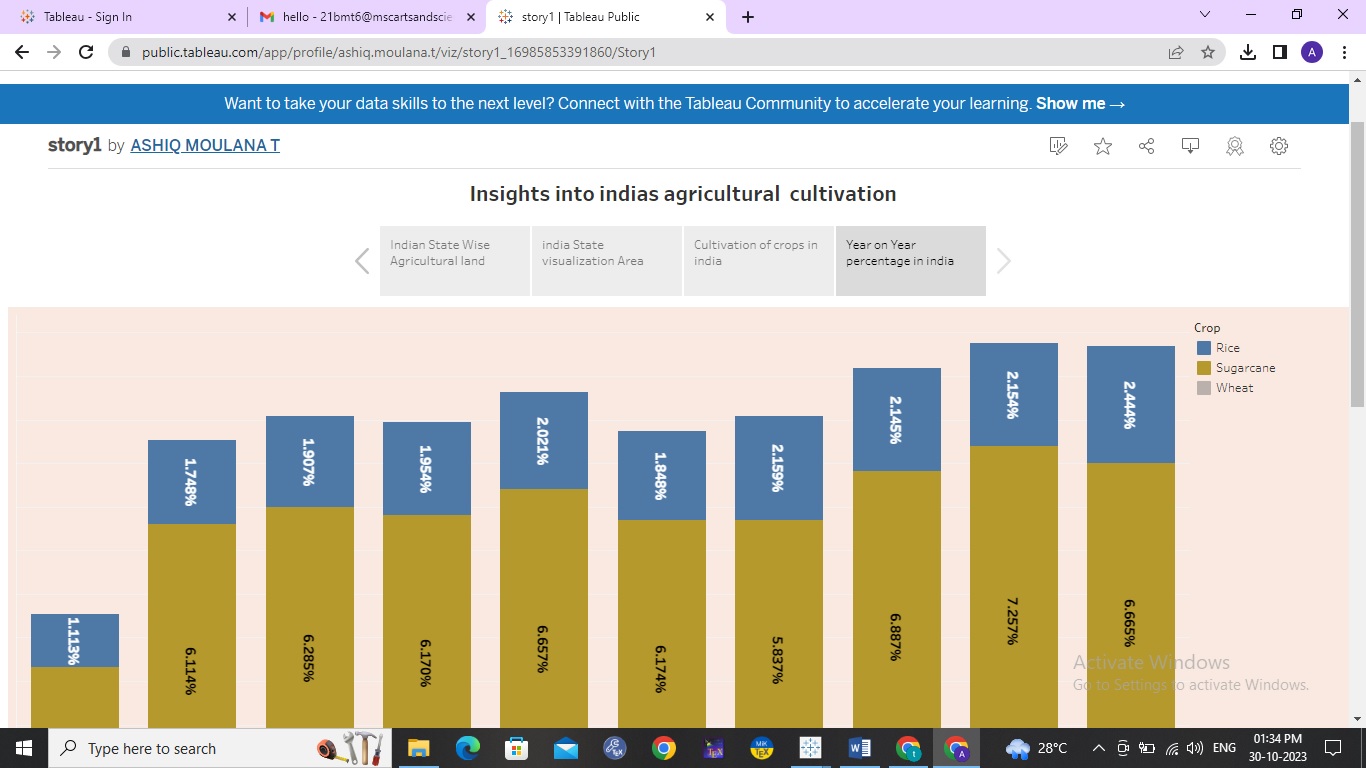 Tableau - Sign In
hello - 21bmt6@mscartsandscie
story1 | Tableau Public
public.tableau.com/app/profile/ashiq.moulana.t/viz/story1_16985853391860/Story1
A
Want to take your data skills to the next level? Connect with the Tableau Community to accelerate your learning. Show me →
story1 by ASHIQ MOULANA T
Insights into indias agricultural cultivation
Indian State Wise
Agricultural land
india State
visualization Area
Cultivation of crops in
india
Year on Year
percentage in india
Crop
Rice
Sugarcane
Wheat
1.113%
1.748%
1.907%
1.954%
2.021%
1.848%
2.159%
2.145%
2.154%
2.444%
6.114%
6.285%
6.170%
6.657%
6.174%
5.837%
6.887%
7.257%
6.665%
Activate Windows
Go to Settings to activate Windows.
Type here to search
28°C
ENG
01:34 PM
30-10-2023